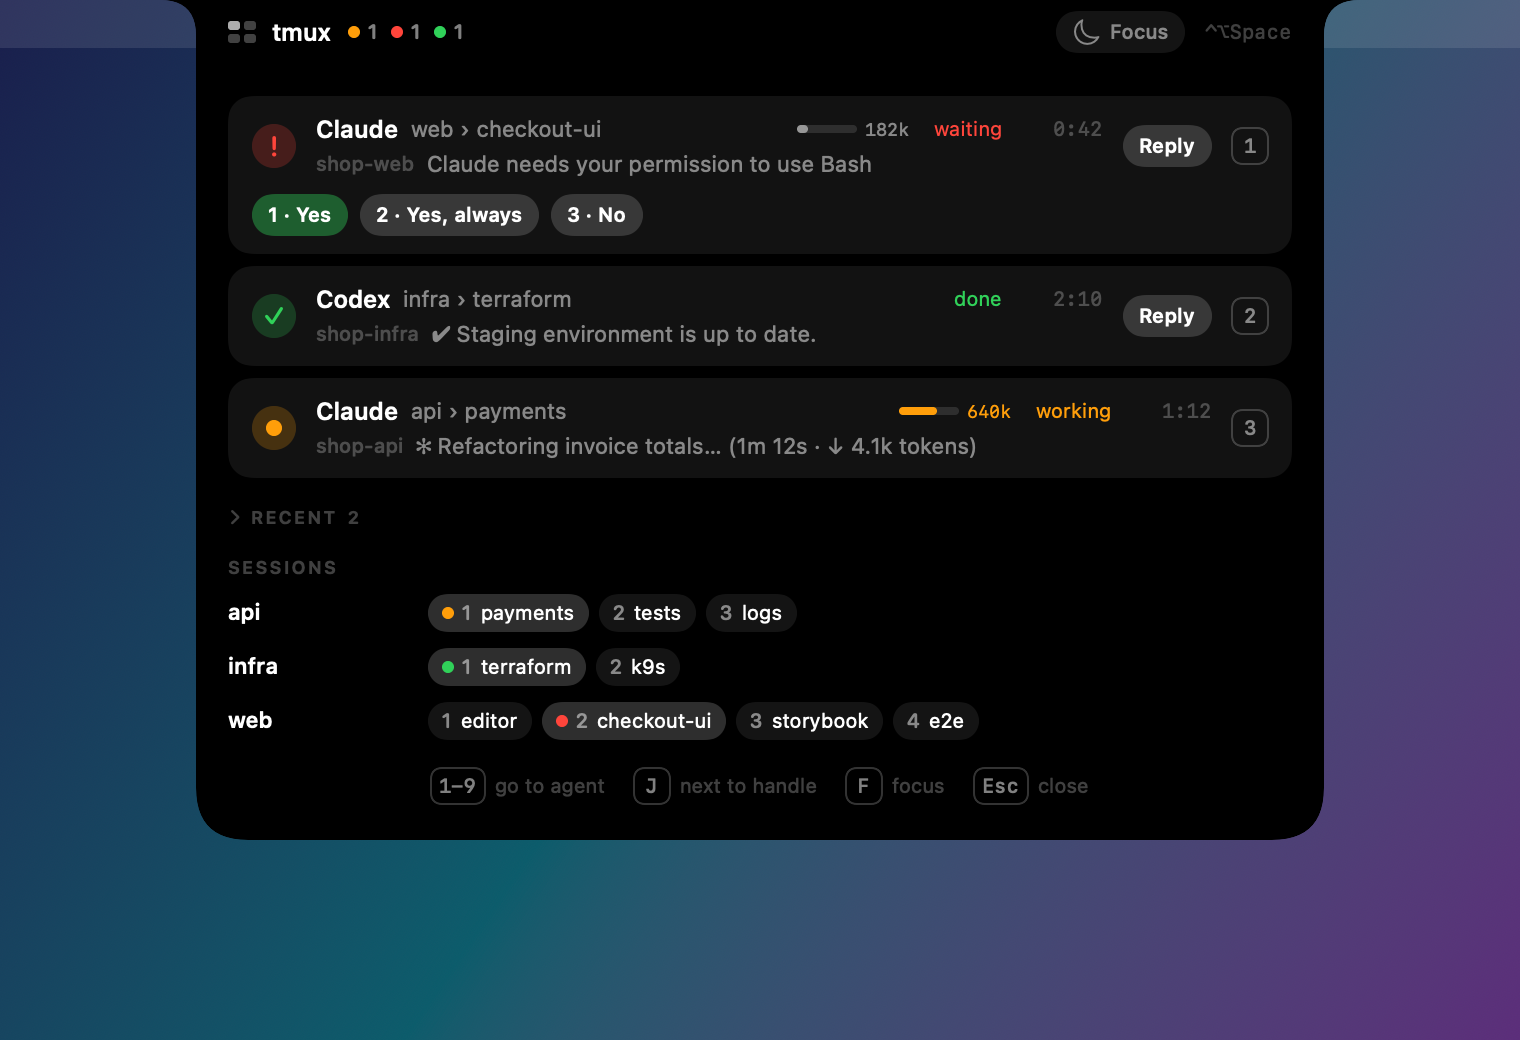 tmux 1 1 1 Focus ^⌥Space
Claude web › checkout-ui 182k waiting 0:42 Reply 1
shop-web Claude needs your permission to use Bash
1 · Yes 2 · Yes, always 3 · No
Codex infra › terraform done 2:10 Reply 2
shop-infra ✔ Staging environment is up to date.
Claude api › payments 640k working 1:12 3
shop-api ✻ Refactoring invoice totals… (1m 12s · ↓ 4.1k tokens)
RECENT 2
SESSIONS
api 1 payments 2 tests 3 logs
infra 1 terraform 2 k9s
web 1 editor 2 checkout-ui 3 storybook 4 e2e
1–9 go to agent J next to handle F focus Esc close